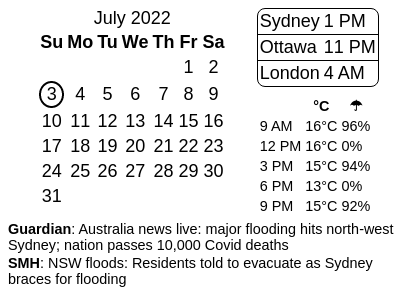 July 2022
Su Mo Tu We Th Fr Sa
1 2
3 4 5 6 7 8 9
10 11 12 13 14 15 16
17 18 19 20 21 22 23
24 25 26 27 28 29 30
31
Sydney 1 PM
Ottawa 11 PM
London 4 AM
°C ☂
9 AM 16°C 96%
12 PM 16°C 0%
3 PM 15°C 94%
6 PM 13°C 0%
9 PM 15°C 92%
Guardian: Australia news live: major flooding hits north-west
Sydney; nation passes 10,000 Covid deaths
SMH: NSW floods: Residents told to evacuate as Sydney
braces for flooding